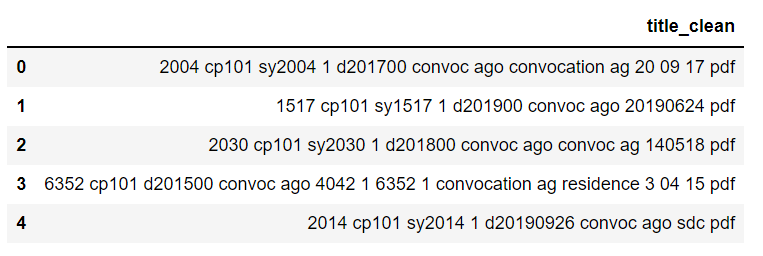 title_clean
0 2004 cp101 sy2004 1 d201700 convoc ago convocation ag 20 09 17 pdf
1 1517 cp101 sy1517 1 d201900 convoc ago 20190624 pdf
2 2030 cp101 sy2030 1 d201800 convoc ago convoc ag 140518 pdf
3 6352 cp101 d201500 convoc ago 4042 1 6352 1 convocation ag residence 3 04 15 pdf
4 2014 cp101 sy2014 1 d20190926 convoc ago sdc pdf